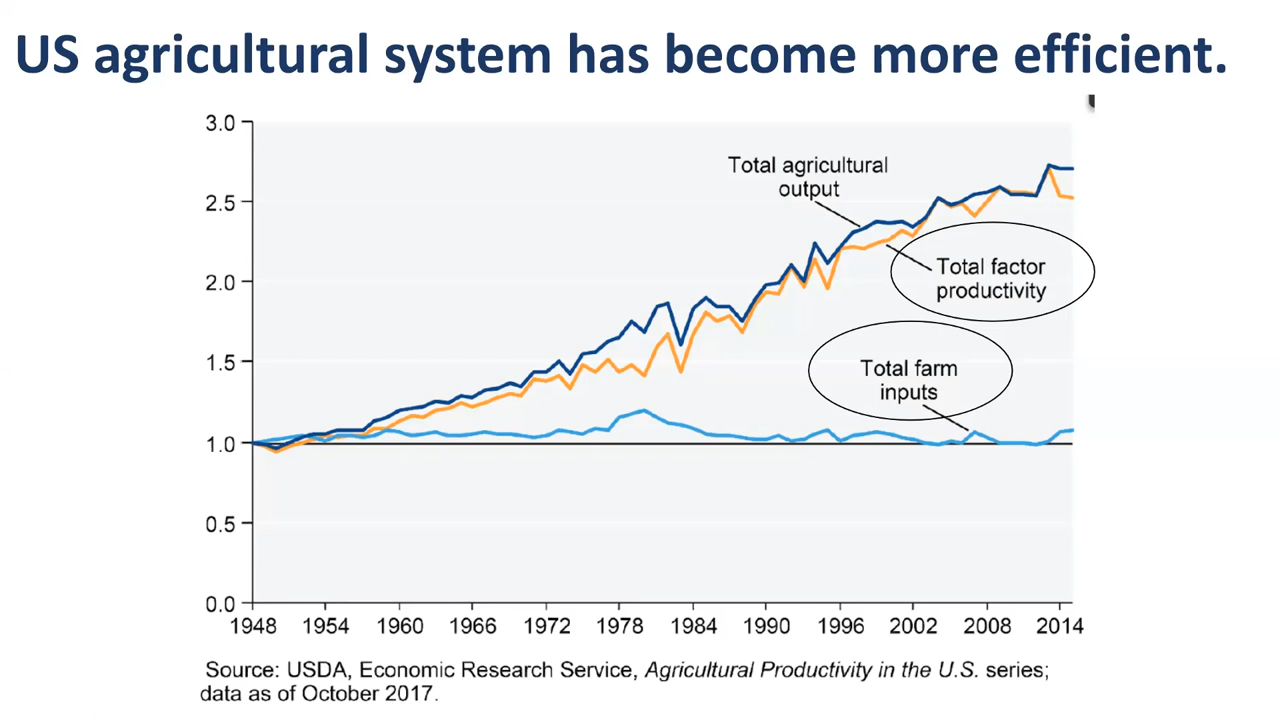 US agricultural system has become more efficient.
3.0
2.5
2.0
1.5
1.0
0.5
0.0
Total agricultural
output
Total factor
productivity
Total farm
inputs
1948 1954 1960 1966 1972 1978 1984 1990 1996 2002 2008 2014
Source: USDA, Economic Research Service, Agricultural Productivity in the U.S. series;
data as of October 2017.